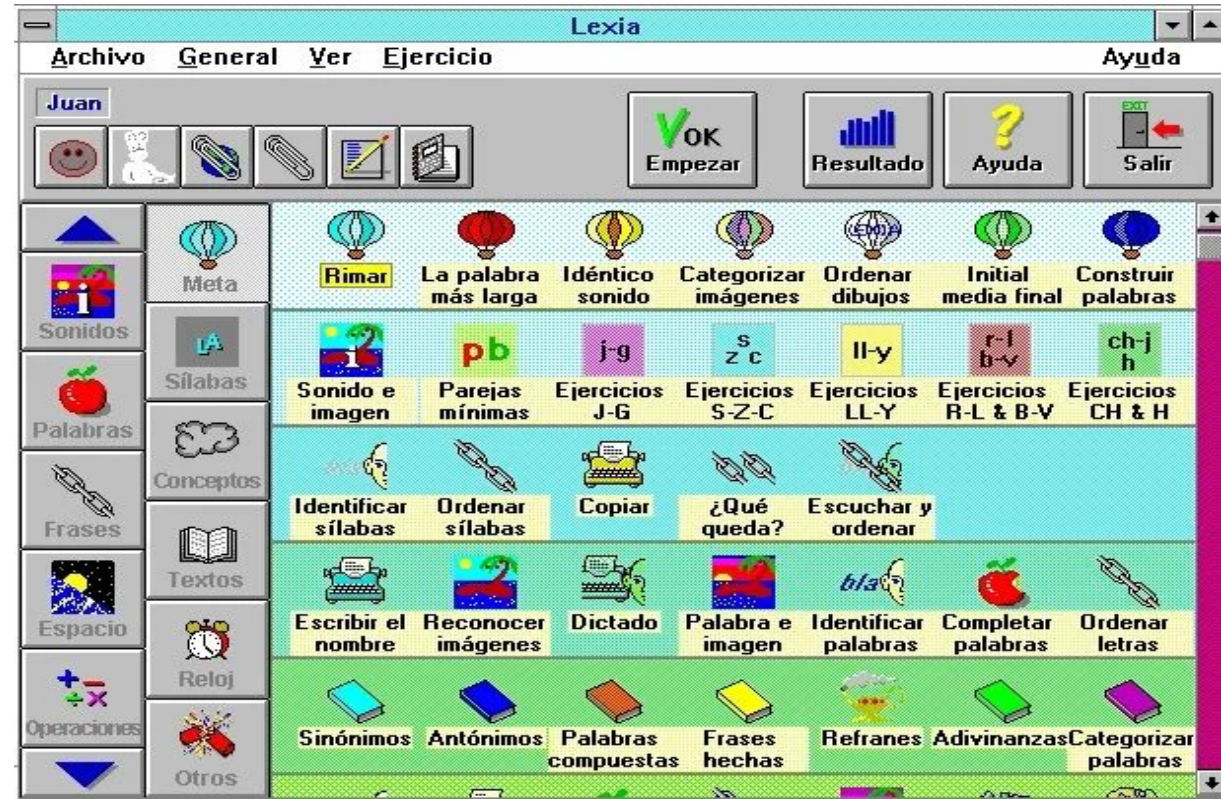 Lexia
Archivo General Ver Ejercicio Ayuda
Juan
OK
Empezar
Resultado
Ayuda
EXIT
Salir
Sonidos
Palabras
Frases
Espacio
Operaciones
Meta
LA
Sílabas
Conceptos
Textos
Reloj
Otros
Rimar
La palabra
más larga
Idéntico
sonido
Categorizar
imágenes
LEXIA
Ordenar
dibujos
Initial
media final
Construir
palabras
Sonido e
imagen
pb
Parejas
mínimas
j-g
Ejercicios
J-G
s
z c
Ejercicios
S-Z-C
ll-y
Ejercicios
LL-Y
r-l
b-v
Ejercicios
R-L & B-V
ch-j
h
Ejercicios
CH & H
Identificar
sílabas
Ordenar
sílabas
Copiar
¿Qué
queda?
Escuchar y
ordenar
Escribir el
nombre
Reconocer
imágenes
Dictado
Palabra e
imagen
bla
Identificar
palabras
Completar
palabras
Ordenar
letras
Sinónimos
Antónimos
Palabras
compuestas
Frases
hechas
Refranes
Adivinanzas
Categorizar
palabras